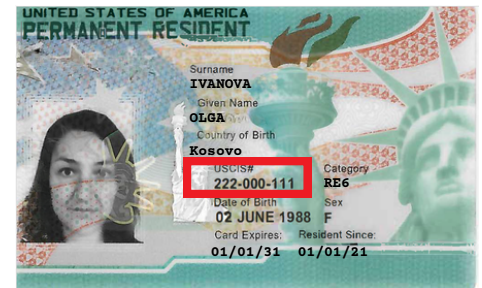 UNITED STATES OF AMERICA
PERMANENT RESIDENT
Surname
IVANOVA
Given Name
OLGA
Country of Birth
Kosovo
USCIS# Category
222-000-111 RE6
Date of Birth Sex
02 JUNE 1988 F
Card Expires: Resident Since:
01/01/31 01/01/21